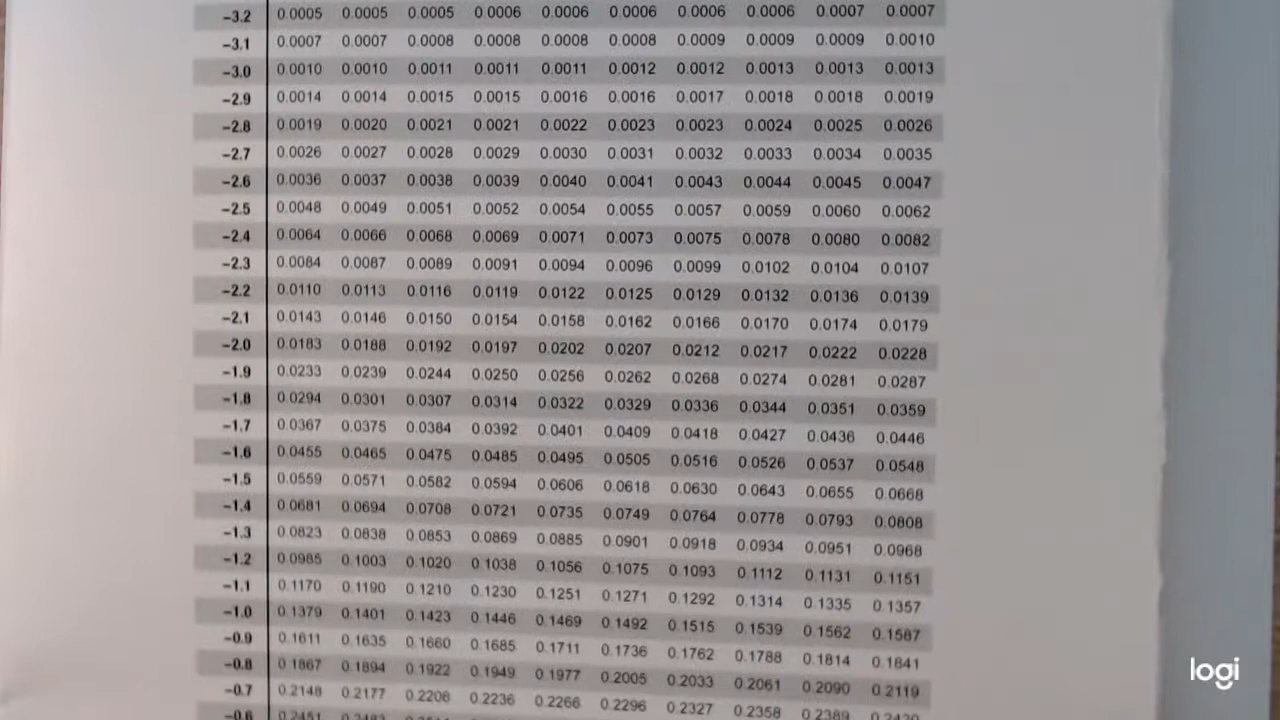 −3.2 0.0005 0.0005 0.0005 0.0006 0.0006 0.0006 0.0006 0.0006 0.0007 0.0007
−3.1 0.0007 0.0007 0.0008 0.0008 0.0008 0.0008 0.0009 0.0009 0.0009 0.0010
−3.0 0.0010 0.0010 0.0011 0.0011 0.0011 0.0012 0.0012 0.0013 0.0013 0.0013
−2.9 0.0014 0.0014 0.0015 0.0015 0.0016 0.0016 0.0017 0.0018 0.0018 0.0019
−2.8 0.0019 0.0020 0.0021 0.0021 0.0022 0.0023 0.0023 0.0024 0.0025 0.0026
−2.7 0.0026 0.0027 0.0028 0.0029 0.0030 0.0031 0.0032 0.0033 0.0034 0.0035
−2.6 0.0036 0.0037 0.0038 0.0039 0.0040 0.0041 0.0043 0.0044 0.0045 0.0047
−2.5 0.0048 0.0049 0.0051 0.0052 0.0054 0.0055 0.0057 0.0059 0.0060 0.0062
−2.4 0.0064 0.0066 0.0068 0.0069 0.0071 0.0073 0.0075 0.0078 0.0080 0.0082
−2.3 0.0084 0.0087 0.0089 0.0091 0.0094 0.0096 0.0099 0.0102 0.0104 0.0107
−2.2 0.0110 0.0113 0.0116 0.0119 0.0122 0.0125 0.0129 0.0132 0.0136 0.0139
−2.1 0.0143 0.0146 0.0150 0.0154 0.0158 0.0162 0.0166 0.0170 0.0174 0.0179
−2.0 0.0183 0.0188 0.0192 0.0197 0.0202 0.0207 0.0212 0.0217 0.0222 0.0228
−1.9 0.0233 0.0239 0.0244 0.0250 0.0256 0.0262 0.0268 0.0274 0.0281 0.0287
−1.8 0.0294 0.0301 0.0307 0.0314 0.0322 0.0329 0.0336 0.0344 0.0351 0.0359
−1.7 0.0367 0.0375 0.0384 0.0392 0.0401 0.0409 0.0418 0.0427 0.0436 0.0446
−1.6 0.0455 0.0465 0.0475 0.0485 0.0495 0.0505 0.0516 0.0526 0.0537 0.0548
−1.5 0.0559 0.0571 0.0582 0.0594 0.0606 0.0618 0.0630 0.0643 0.0655 0.0668
−1.4 0.0681 0.0694 0.0708 0.0721 0.0735 0.0749 0.0764 0.0778 0.0793 0.0808
−1.3 0.0823 0.0838 0.0853 0.0869 0.0885 0.0901 0.0918 0.0934 0.0951 0.0968
−1.2 0.0985 0.1003 0.1020 0.1038 0.1056 0.1075 0.1093 0.1112 0.1131 0.1151
−1.1 0.1170 0.1190 0.1210 0.1230 0.1251 0.1271 0.1292 0.1314 0.1335 0.1357
−1.0 0.1379 0.1401 0.1423 0.1446 0.1469 0.1492 0.1515 0.1539 0.1562 0.1587
−0.9 0.1611 0.1635 0.1660 0.1685 0.1711 0.1736 0.1762 0.1788 0.1814 0.1841
−0.8 0.1867 0.1894 0.1922 0.1949 0.1977 0.2005 0.2033 0.2061 0.2090 0.2119
−0.7 0.2148 0.2177 0.2206 0.2236 0.2266 0.2296 0.2327 0.2358 0.2389 0.2420
−0.6 0.2451
logi